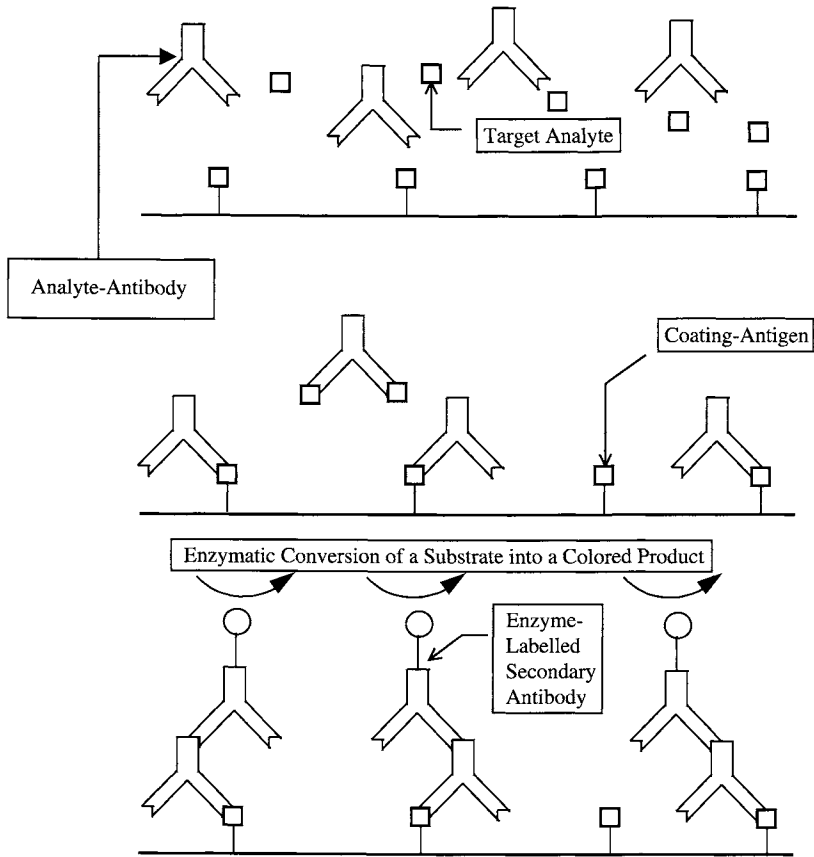 Target Analyte
Analyte-Antibody
Coating-Antigen
Enzymatic Conversion of a Substrate into a Colored Product
Enzyme-
Labelled
Secondary
Antibody